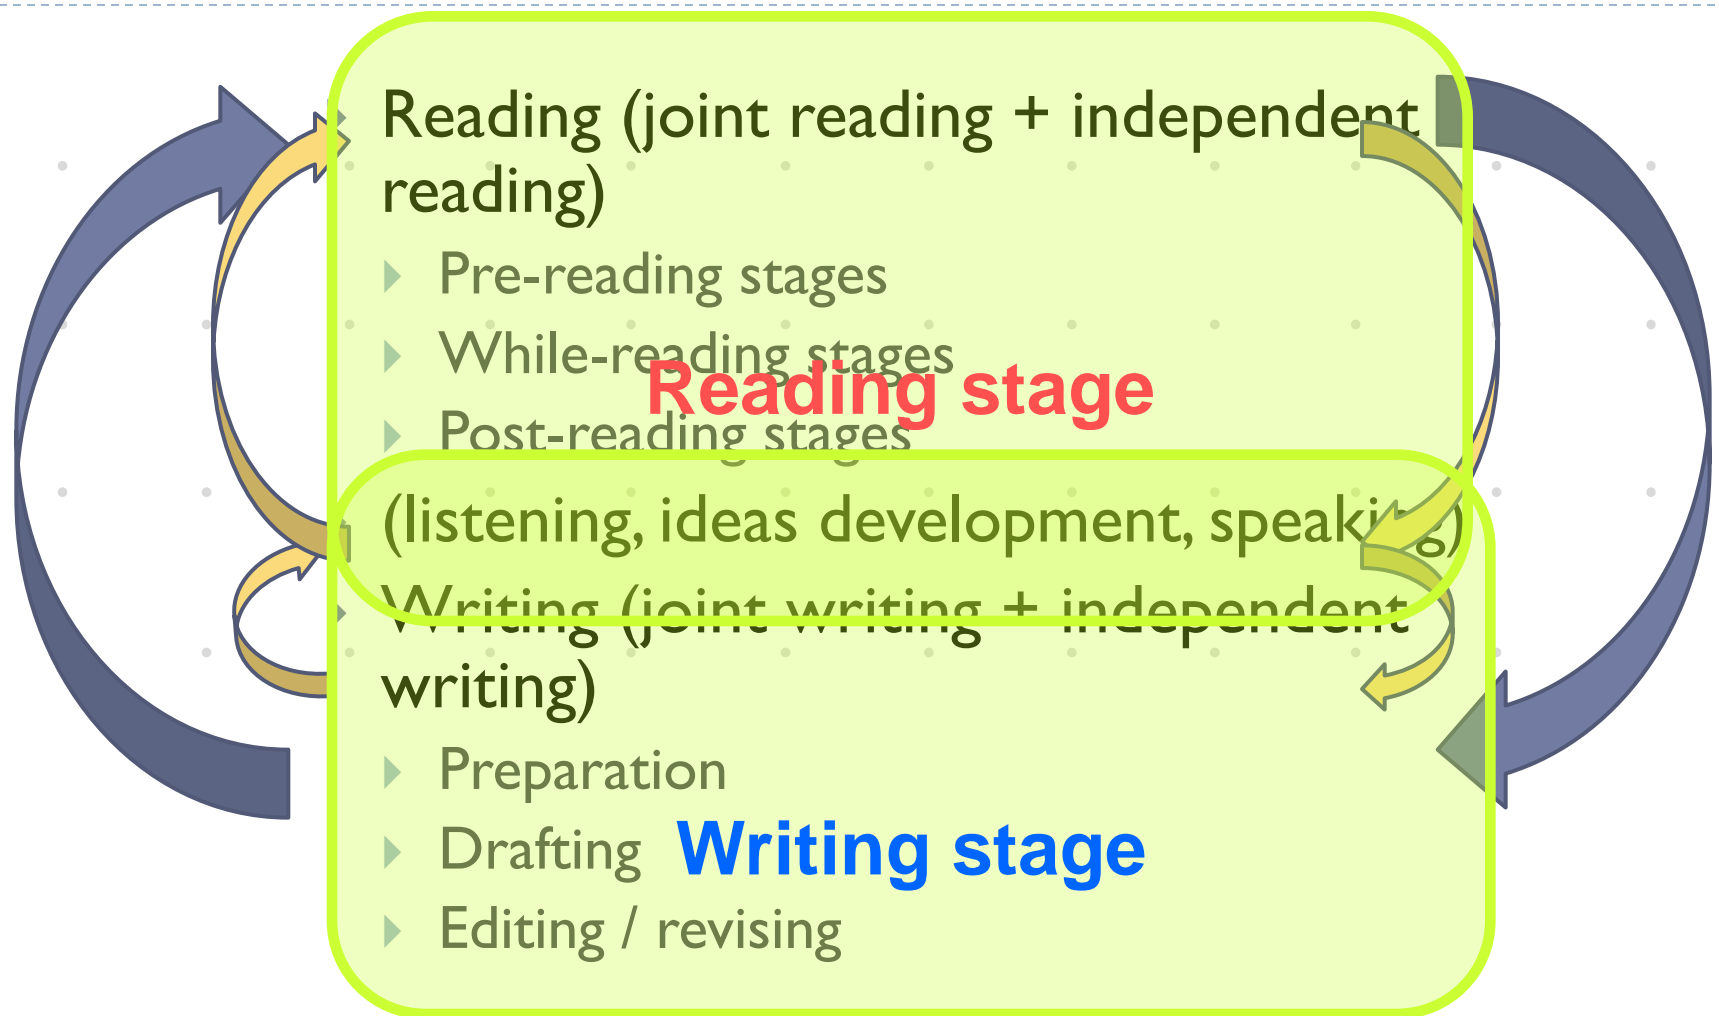 Reading (joint reading + independent
reading)
Pre-reading stages
While-reading stages
Reading stage
Post-reading stages
(listening, ideas development, speaking)
Writing (joint writing + independent
writing)
Preparation
Drafting
Writing stage
Editing / revising